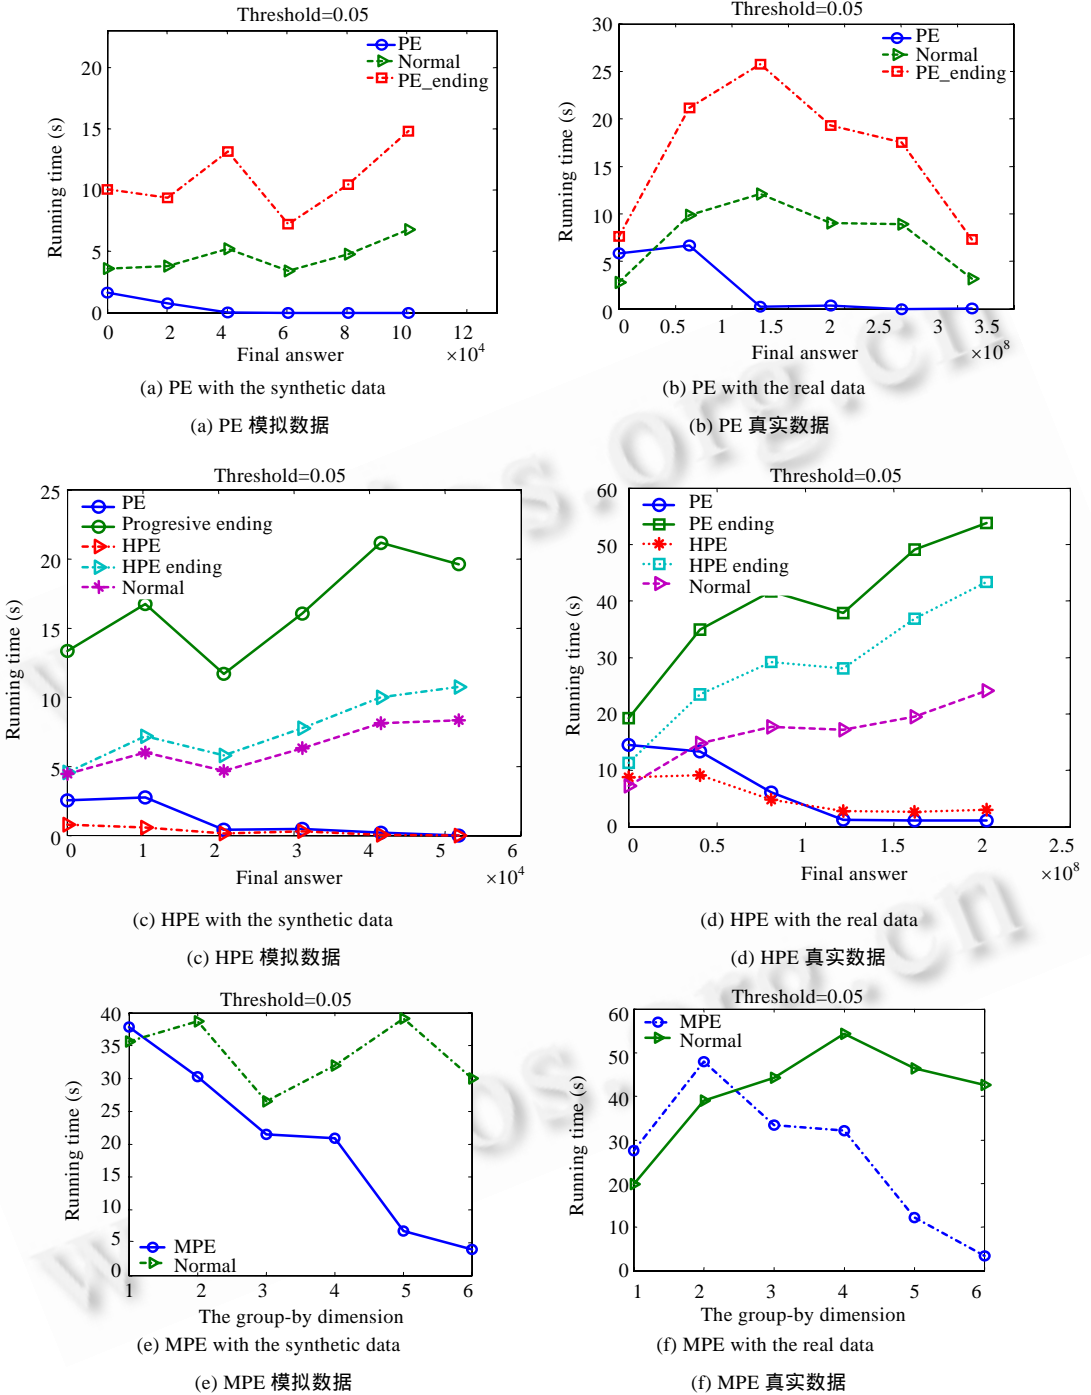 Threshold=0.05
PE
Normal
PE_ending
Running time (s)
20
15
10
5
0
0 2 4 6 8 10 12
Final answer ×10⁴
(a) PE with the synthetic data
(a) PE 模拟数据
Threshold=0.05
PE
Normal
PE_ending
Running time (s)
30
25
20
15
10
5
0
0 0.5 1 1.5 2 2.5 3 3.5
Final answer ×10⁸
(b) PE with the real data
(b) PE 真实数据
Threshold=0.05
PE
Progresive ending
HPE
HPE ending
Normal
Running time (s)
25
20
15
10
5
0
0 1 2 3 4 5 6
Final answer ×10⁴
(c) HPE with the synthetic data
(c) HPE 模拟数据
Threshold=0.05
PE
PE ending
HPE
HPE ending
Normal
Running time (s)
60
50
40
30
20
10
0
0 0.5 1 1.5 2 2.5
Final answer ×10⁸
(d) HPE with the real data
(d) HPE 真实数据
Threshold=0.05
MPE
Normal
Running time (s)
40
35
30
25
20
15
10
5
0
1 2 3 4 5 6
The group-by dimension
(e) MPE with the synthetic data
(e) MPE 模拟数据
Threshold=0.05
MPE
Normal
Running time (s)
60
50
40
30
20
10
0
1 2 3 4 5 6
The group-by dimension
(f) MPE with the real data
(f) MPE 真实数据